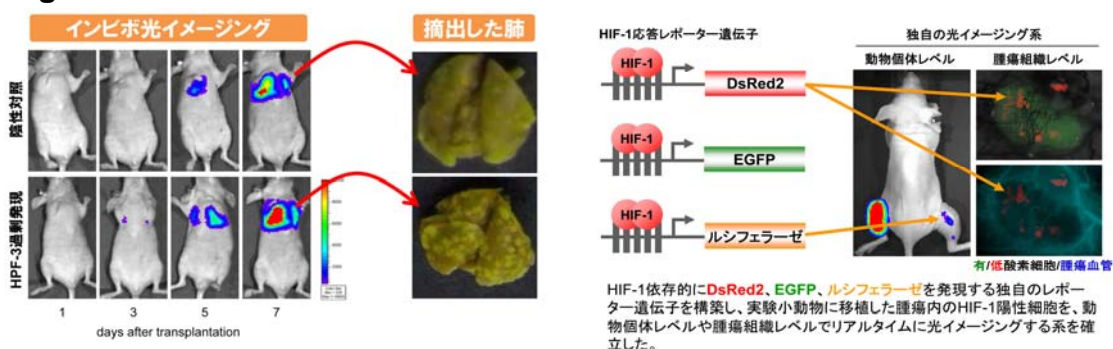 インビボ光イメージング
摘出した肺
陰性対照
HPF-3過剰発現
1 3 5 7
days after transplantation
HIF-1応答レポーター遺伝子
HIF-1
DsRed2
HIF-1
EGFP
HIF-1
ルシフェラーゼ
独自の光イメージング系
動物個体レベル
腫瘍組織レベル
有/低酸素細胞/腫瘍血管
HIF-1依存的にDsRed2、EGFP、ルシフェラーゼを発現する独自のレポー
ター遺伝子を構築し、実験小動物に移植した腫瘍内のHIF-1陽性細胞を、動
物個体レベルや腫瘍組織レベルでリアルタイムに光イメージングする系を確
立した。